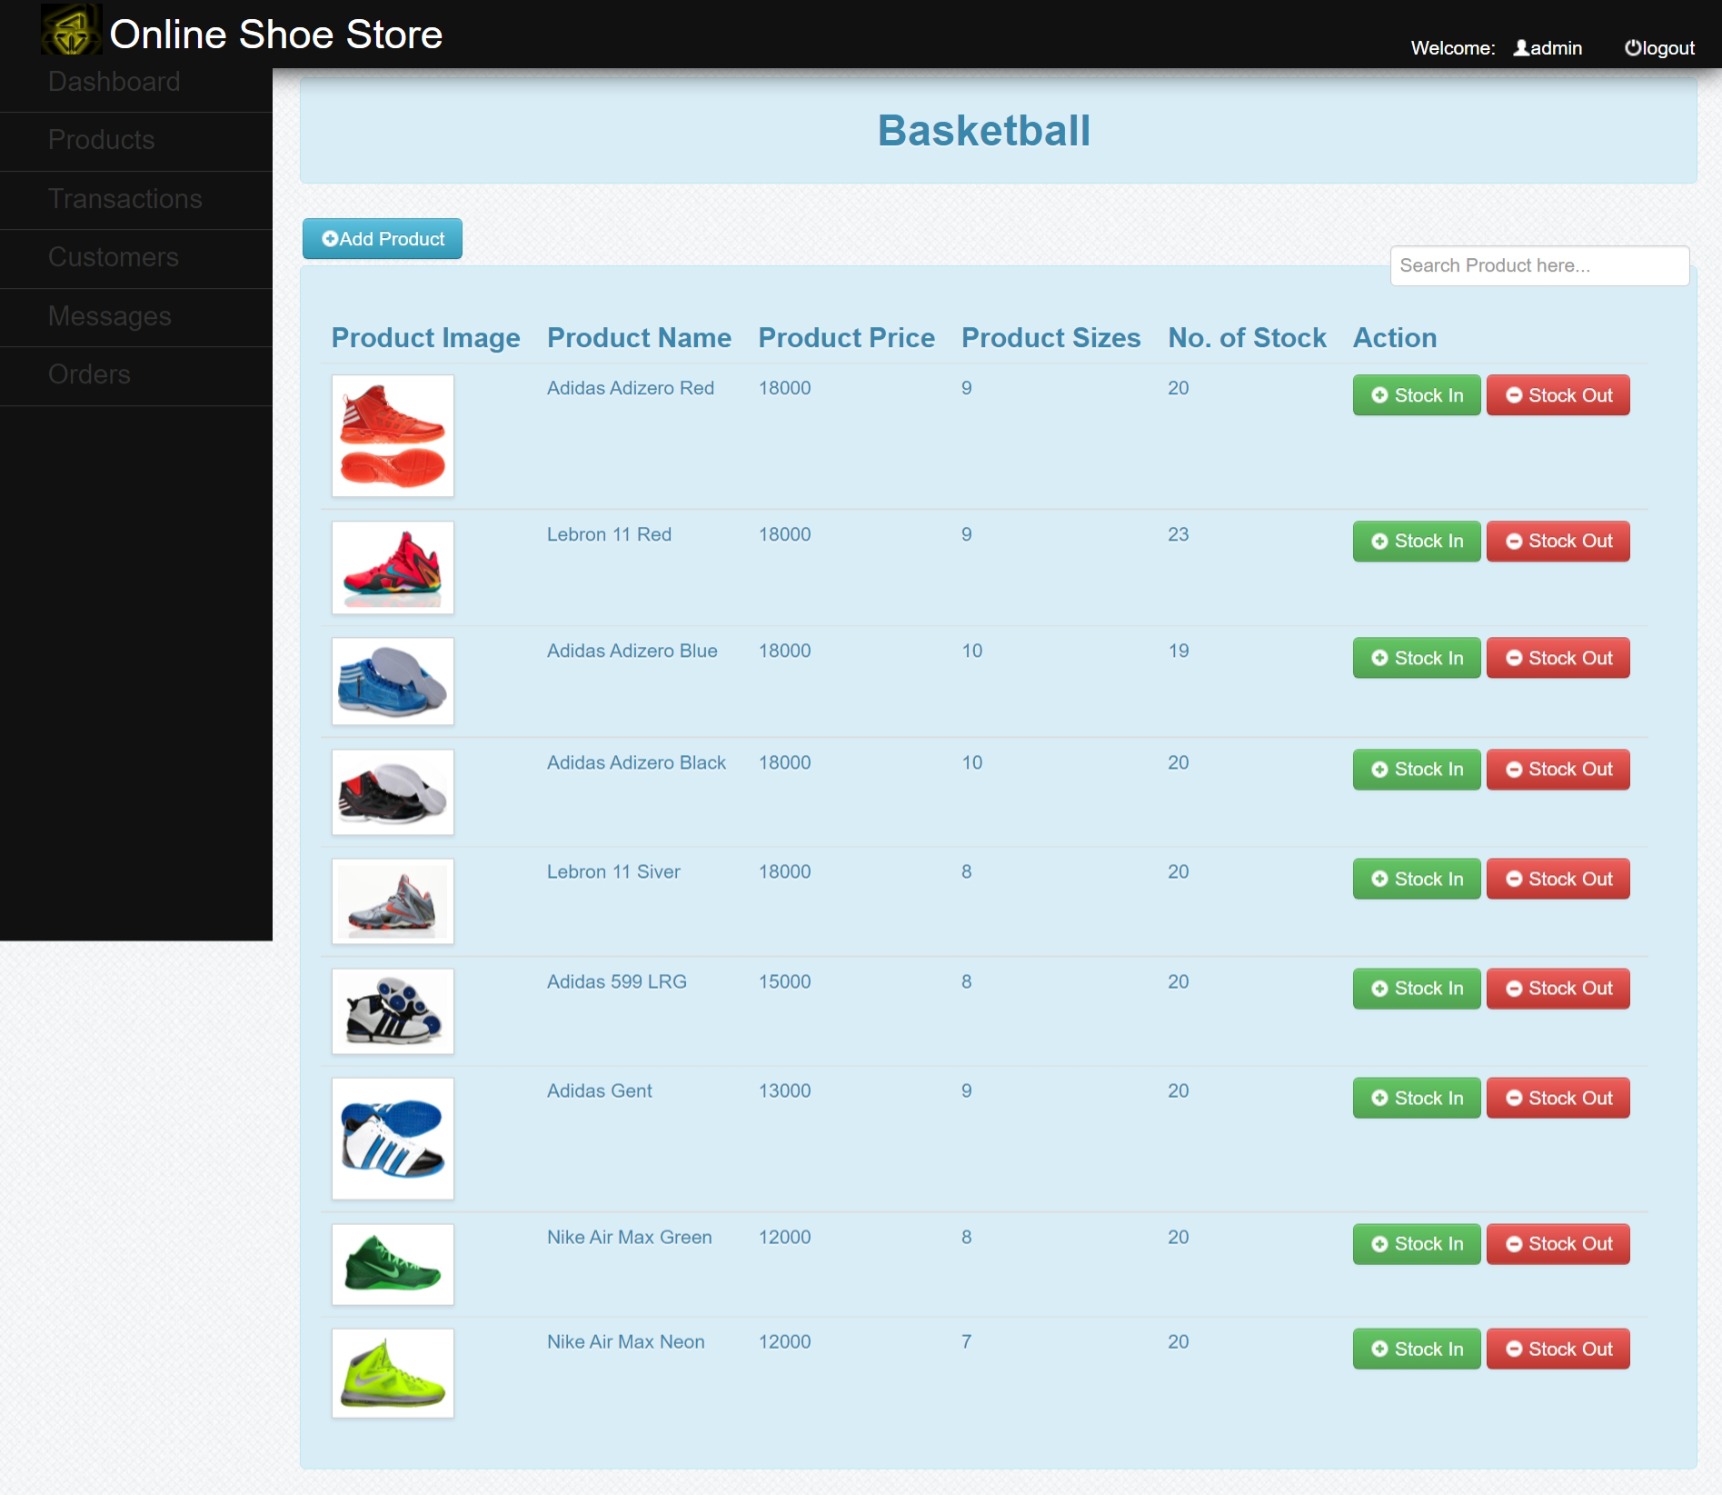 Online Shoe Store
Welcome: admin logout
Dashboard
Products
Transactions
Customers
Messages
Orders
Basketball
Add Product
Search Product here...
Product Image Product Name Product Price Product Sizes No. of Stock Action
Adidas Adizero Red 18000 9 20 Stock In Stock Out
Lebron 11 Red 18000 9 23 Stock In Stock Out
Adidas Adizero Blue 18000 10 19 Stock In Stock Out
Adidas Adizero Black 18000 10 20 Stock In Stock Out
Lebron 11 Siver 18000 8 20 Stock In Stock Out
Adidas 599 LRG 15000 8 20 Stock In Stock Out
Adidas Gent 13000 9 20 Stock In Stock Out
Nike Air Max Green 12000 8 20 Stock In Stock Out
Nike Air Max Neon 12000 7 20 Stock In Stock Out